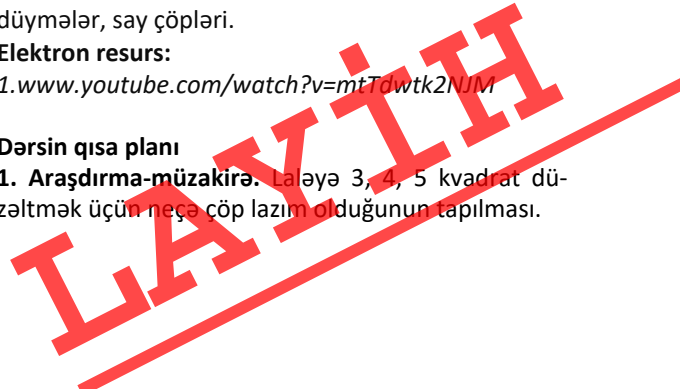 düymələr, say çöpləri.
Elektron resurs:
1.www.youtube.com/watch?v=mtTdwtk2NJM
Dərsin qısa planı
1. Araşdırma-müzakirə. Laləyə 3, 4, 5 kvadrat dü-
zəltmək üçün neçə çöp lazım olduğunun tapılması.
LAYİH